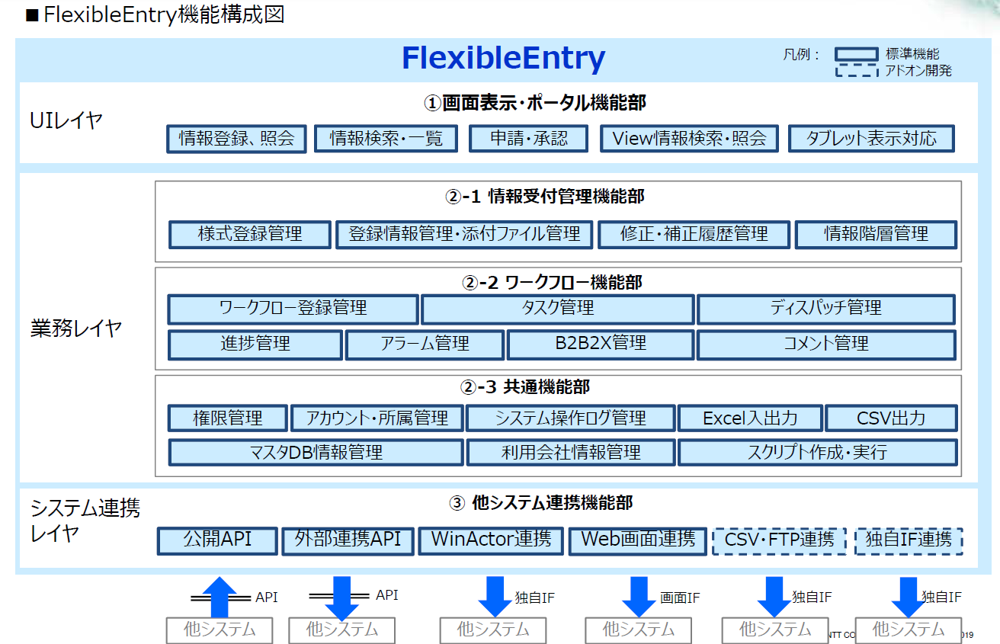 ■FlexibleEntry機能構成図
FlexibleEntry
凡例：
標準機能
アドオン開発
UIレイヤ
①画面表示・ポータル機能部
情報登録、照会
情報検索・一覧
申請・承認
View情報検索・照会
タブレット表示対応
業務レイヤ
②-1 情報受付管理機能部
様式登録管理
登録情報管理・添付ファイル管理
修正・補正履歴管理
情報階層管理
②-2 ワークフロー機能部
ワークフロー登録管理
タスク管理
ディスパッチ管理
進捗管理
アラーム管理
B2B2X管理
コメント管理
②-3 共通機能部
権限管理
アカウント・所属管理
システム操作ログ管理
Excel入出力
CSV出力
マスタDB情報管理
利用会社情報管理
スクリプト作成・実行
システム連携
レイヤ
③ 他システム連携機能部
公開API
外部連携API
WinActor連携
Web画面連携
CSV・FTP連携
独自IF連携
API
API
独自IF
画面IF
独自IF
独自IF
他システム
他システム
他システム
他システム
他システム
他システム
NTT CO
019